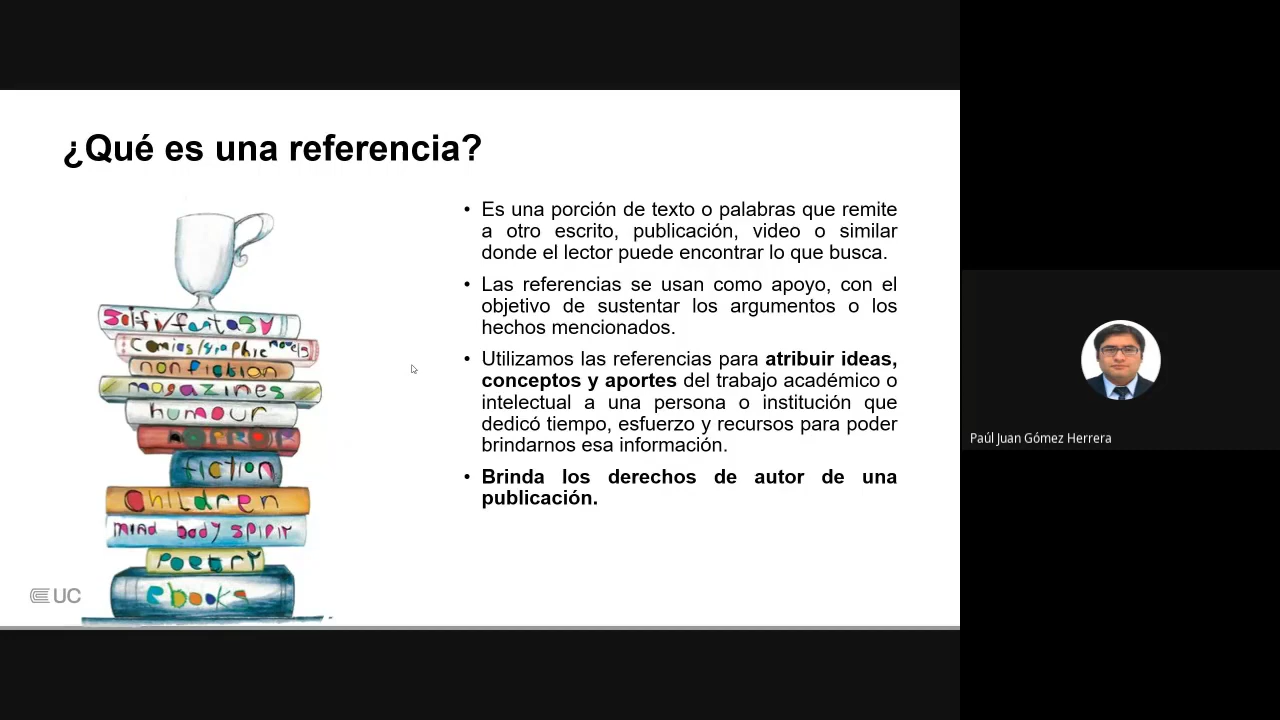 ¿Qué es una referencia?
• Es una porción de texto o palabras que remite
a otro escrito, publicación, video o similar
donde el lector puede encontrar lo que busca.
• Las referencias se usan como apoyo, con el
objetivo de sustentar los argumentos o los
hechos mencionados.
• Utilizamos las referencias para atribuir ideas,
conceptos y aportes del trabajo académico o
intelectual a una persona o institución que
dedicó tiempo, esfuerzo y recursos para poder
brindarnos esa información.
• Brinda los derechos de autor de una
publicación.
sci-fi/fantasy
comics/graphic novels
nonfiction
magazines
humour
HORROR
fiction
children
mind body spirit
poetry
ebooks
UC
Paúl Juan Gómez Herrera